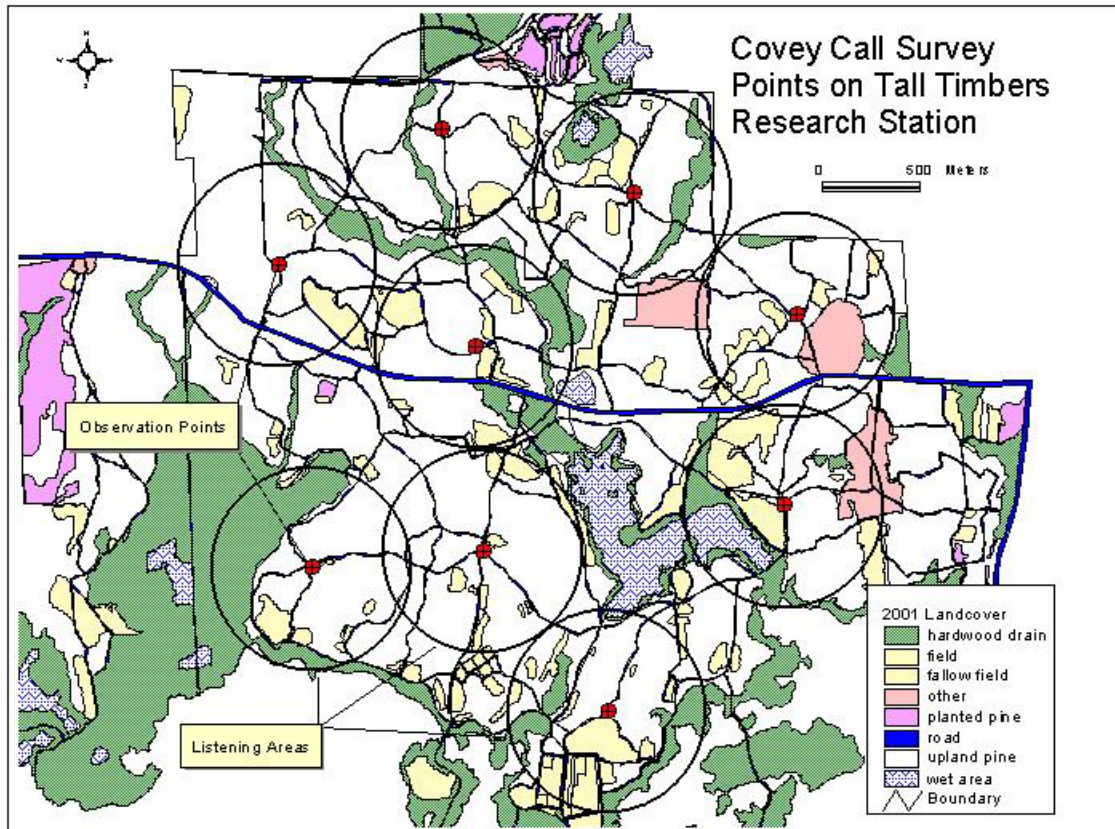 Covey Call Survey
Points on Tall Timbers
Research Station
N
0 500 Meters
Observation Points
Listening Areas
2001 Landcover
hardwood drain
field
fallow field
other
planted pine
road
upland pine
wet area
Boundary